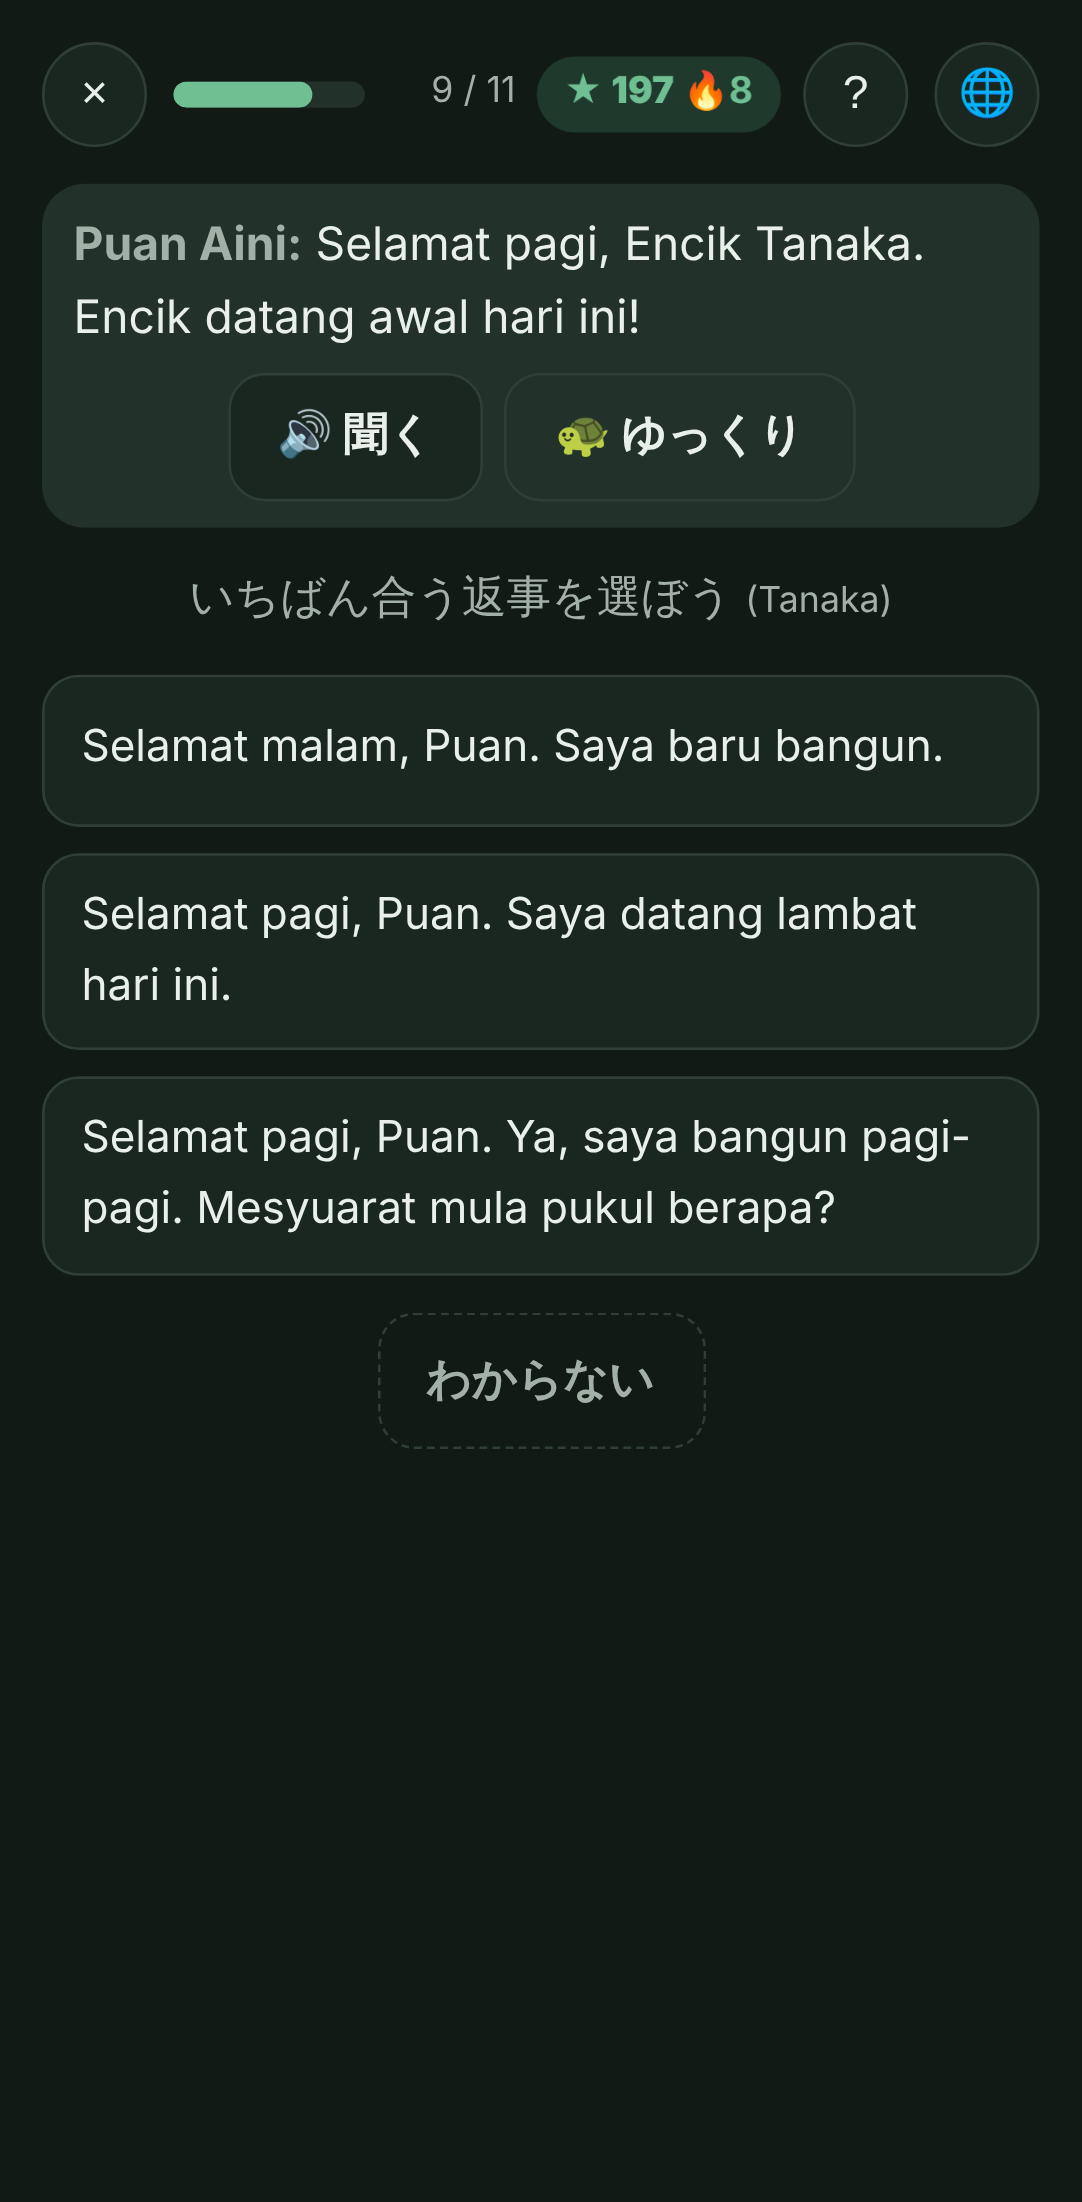 ×
9 / 11
★ 197 🔥8
?
Puan Aini: Selamat pagi, Encik Tanaka.
Encik datang awal hari ini!
🔊 聞く
🐢 ゆっくり
いちばん合う返事を選ぼう (Tanaka)
Selamat malam, Puan. Saya baru bangun.
Selamat pagi, Puan. Saya datang lambat
hari ini.
Selamat pagi, Puan. Ya, saya bangun pagi-
pagi. Mesyuarat mula pukul berapa?
わからない